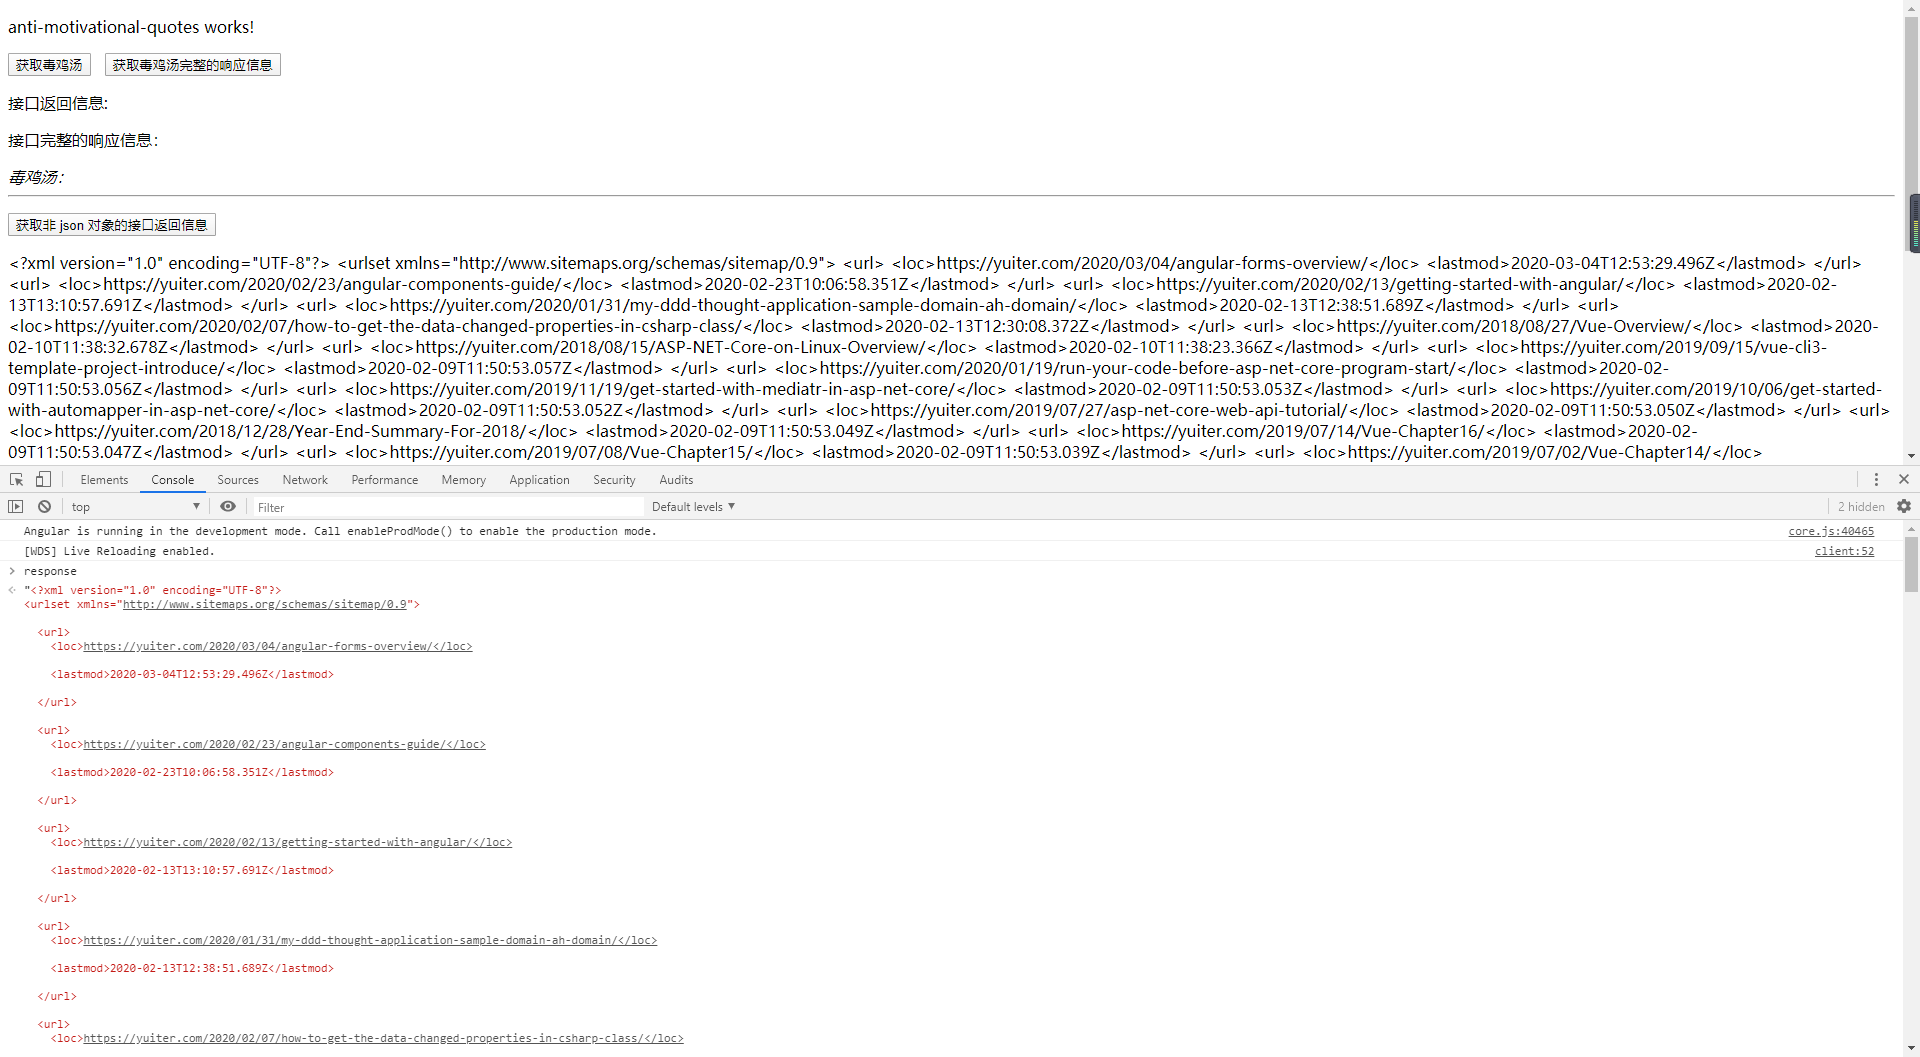 anti-motivational-quotes works!
获取毒鸡汤 获取毒鸡汤完整的响应信息
接口返回信息:
接口完整的响应信息：
毒鸡汤：
获取非 json 对象的接口返回信息
<?xml version="1.0" encoding="UTF-8"?> <urlset xmlns="http://www.sitemaps.org/schemas/sitemap/0.9"> <url> <loc>https://yuiter.com/2020/03/04/angular-forms-overview/</loc> <lastmod>2020-03-04T12:53:29.496Z</lastmod> </url>
<url> <loc>https://yuiter.com/2020/02/23/angular-components-guide/</loc> <lastmod>2020-02-23T10:06:58.351Z</lastmod> </url> <url> <loc>https://yuiter.com/2020/02/13/getting-started-with-angular/</loc> <lastmod>2020-02-
13T13:10:57.691Z</lastmod> </url> <url> <loc>https://yuiter.com/2020/01/31/my-ddd-thought-application-sample-domain-ah-domain/</loc> <lastmod>2020-02-13T12:38:51.689Z</lastmod> </url> <url>
<loc>https://yuiter.com/2020/02/07/how-to-get-the-data-changed-properties-in-csharp-class/</loc> <lastmod>2020-02-13T12:30:08.372Z</lastmod> </url> <url> <loc>https://yuiter.com/2018/08/27/Vue-Overview/</loc> <lastmod>2020-
02-10T11:38:32.678Z</lastmod> </url> <url> <loc>https://yuiter.com/2018/08/15/ASP-NET-Core-on-Linux-Overview/</loc> <lastmod>2020-02-10T11:38:23.366Z</lastmod> </url> <url> <loc>https://yuiter.com/2019/09/15/vue-cli3-
template-project-introduce/</loc> <lastmod>2020-02-09T11:50:53.057Z</lastmod> </url> <url> <loc>https://yuiter.com/2020/01/19/run-your-code-before-asp-net-core-program-start/</loc> <lastmod>2020-02-
09T11:50:53.056Z</lastmod> </url> <url> <loc>https://yuiter.com/2019/11/19/get-started-with-mediatr-in-asp-net-core/</loc> <lastmod>2020-02-09T11:50:53.053Z</lastmod> </url> <url> <loc>https://yuiter.com/2019/10/06/get-started-
with-automapper-in-asp-net-core/</loc> <lastmod>2020-02-09T11:50:53.052Z</lastmod> </url> <url> <loc>https://yuiter.com/2019/07/27/asp-net-core-web-api-tutorial/</loc> <lastmod>2020-02-09T11:50:53.050Z</lastmod> </url> <url>
<loc>https://yuiter.com/2018/12/28/Year-End-Summary-For-2018/</loc> <lastmod>2020-02-09T11:50:53.049Z</lastmod> </url> <url> <loc>https://yuiter.com/2019/07/14/Vue-Chapter16/</loc> <lastmod>2020-02-
09T11:50:53.047Z</lastmod> </url> <url> <loc>https://yuiter.com/2019/07/08/Vue-Chapter15/</loc> <lastmod>2020-02-09T11:50:53.039Z</lastmod> </url> <url> <loc>https://yuiter.com/2019/07/02/Vue-Chapter14/</loc>
Elements Console Sources Network Performance Memory Application Security Audits
top Filter Default levels 2 hidden
Angular is running in the development mode. Call enableProdMode() to enable the production mode. core.js:40465
[WDS] Live Reloading enabled. client:52
response
"<?xml version="1.0" encoding="UTF-8"?>
<urlset xmlns="http://www.sitemaps.org/schemas/sitemap/0.9">
<url>
<loc>https://yuiter.com/2020/03/04/angular-forms-overview/</loc>
<lastmod>2020-03-04T12:53:29.496Z</lastmod>
</url>
<url>
<loc>https://yuiter.com/2020/02/23/angular-components-guide/</loc>
<lastmod>2020-02-23T10:06:58.351Z</lastmod>
</url>
<url>
<loc>https://yuiter.com/2020/02/13/getting-started-with-angular/</loc>
<lastmod>2020-02-13T13:10:57.691Z</lastmod>
</url>
<url>
<loc>https://yuiter.com/2020/01/31/my-ddd-thought-application-sample-domain-ah-domain/</loc>
<lastmod>2020-02-13T12:38:51.689Z</lastmod>
</url>
<url>
<loc>https://yuiter.com/2020/02/07/how-to-get-the-data-changed-properties-in-csharp-class/</loc>